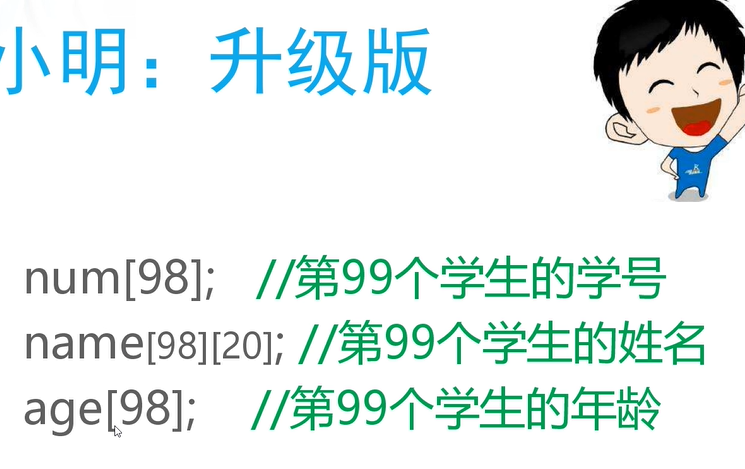 小明：升级版
num[98]; //第99个学生的学号
name[98][20]; //第99个学生的姓名
age[98]; //第99个学生的年龄